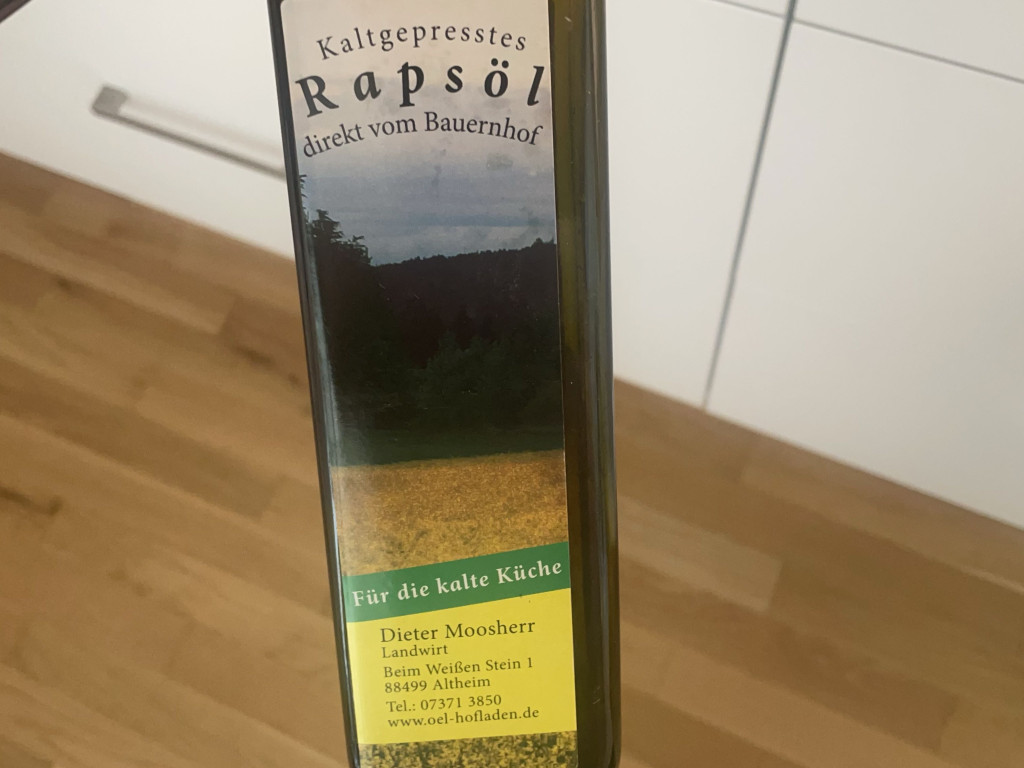 Kaltgepresstes
Rapsöl
direkt vom Bauernhof
Für die kalte Küche
Dieter Moosherr
Landwirt
Beim Weißen Stein 1
88499 Altheim
Tel.: 07371 3850
www.oel-hofladen.de